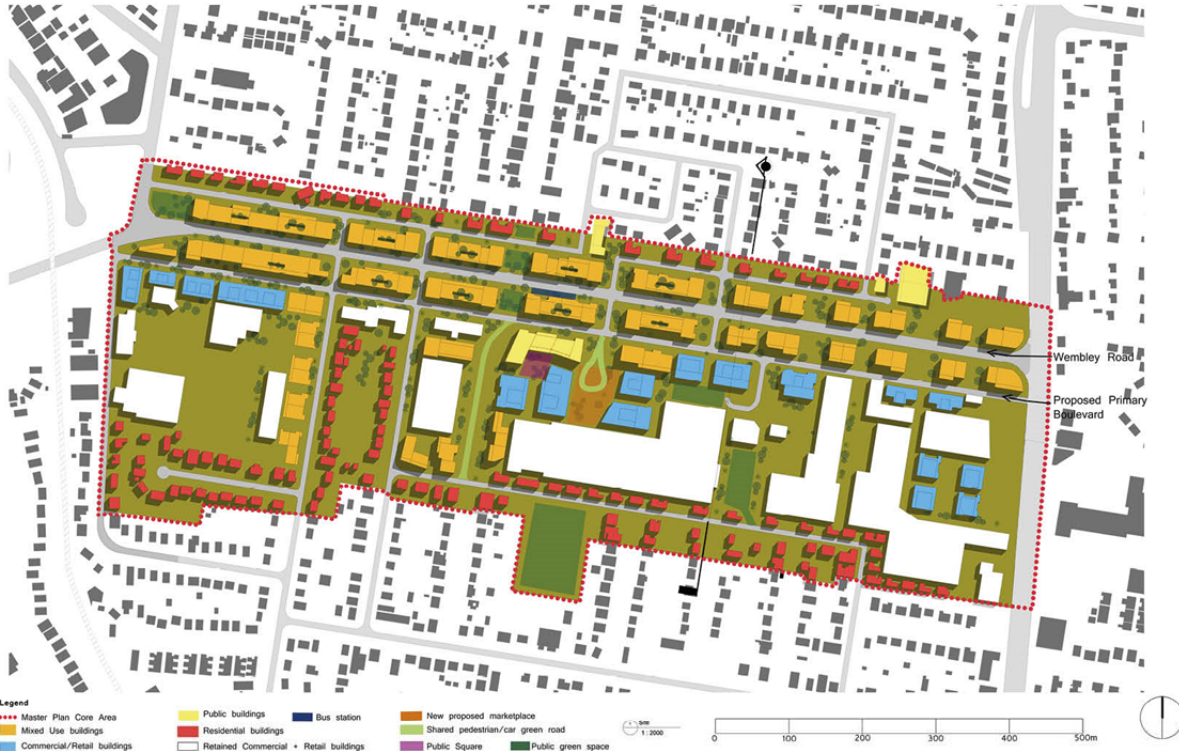 Wembley Road
Proposed Primary
Boulevard
Legend
Master Plan Core Area
Mixed Use buildings
Commercial/Retail buildings
Public buildings
Residential buildings
Retained Commercial + Retail buildings
Bus station
New proposed marketplace
Shared pedestrian/car green road
Public Square
Public green space
1:2000
0 100 200 300 400 500m